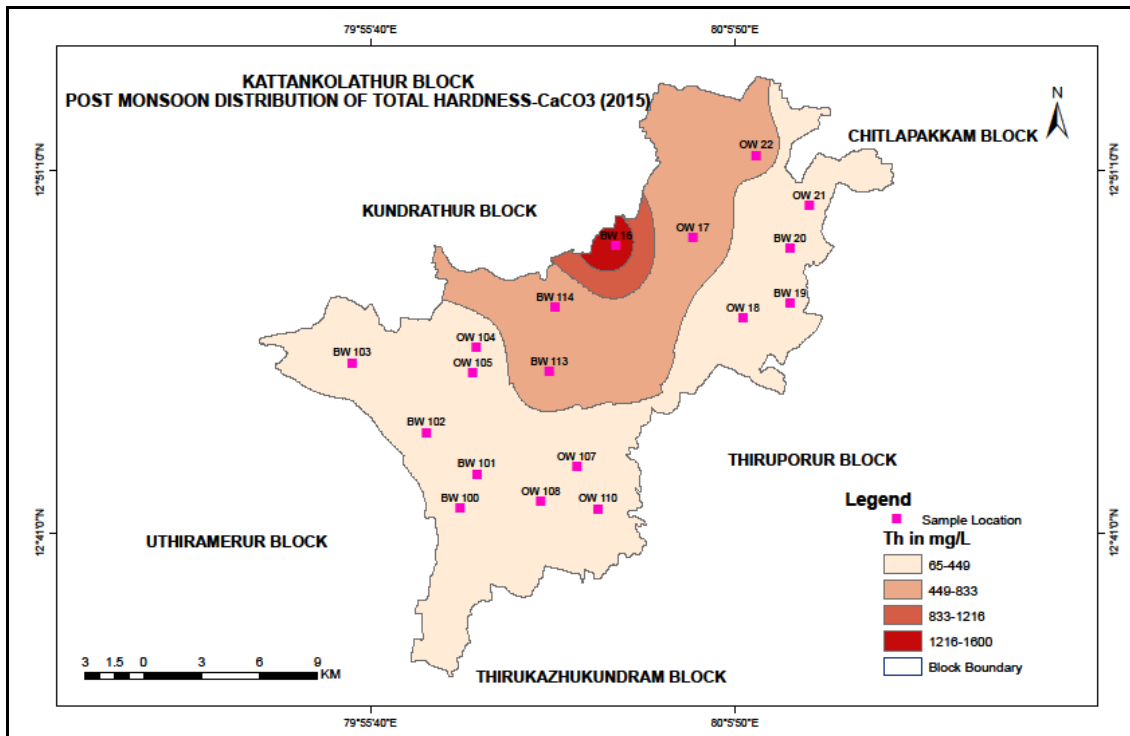 79°55'40"E
80°5'50"E
KATTANKOLATHUR BLOCK
POST MONSOON DISTRIBUTION OF TOTAL HARDNESS-CaCO3 (2015)
N
CHITLAPAKKAM BLOCK
OW 22
12°51'10"N
12°51'10"N
OW 21
KUNDRATHUR BLOCK
OW 17
BW 16
BW 20
BW 19
BW 114
OW 18
OW 104
BW 103
OW 105
BW 113
BW 102
OW 107
THIRUPORUR BLOCK
BW 101
BW 100
OW 108
OW 110
Legend
Sample Location
12°41'0"N
12°41'0"N
UTHIRAMERUR BLOCK
Th in mg/L
65-449
449-833
833-1216
1216-1600
Block Boundary
3 1.5 0 3 6 9
KM
THIRUKAZHUKUNDRAM BLOCK
79°55'40"E
80°5'50"E